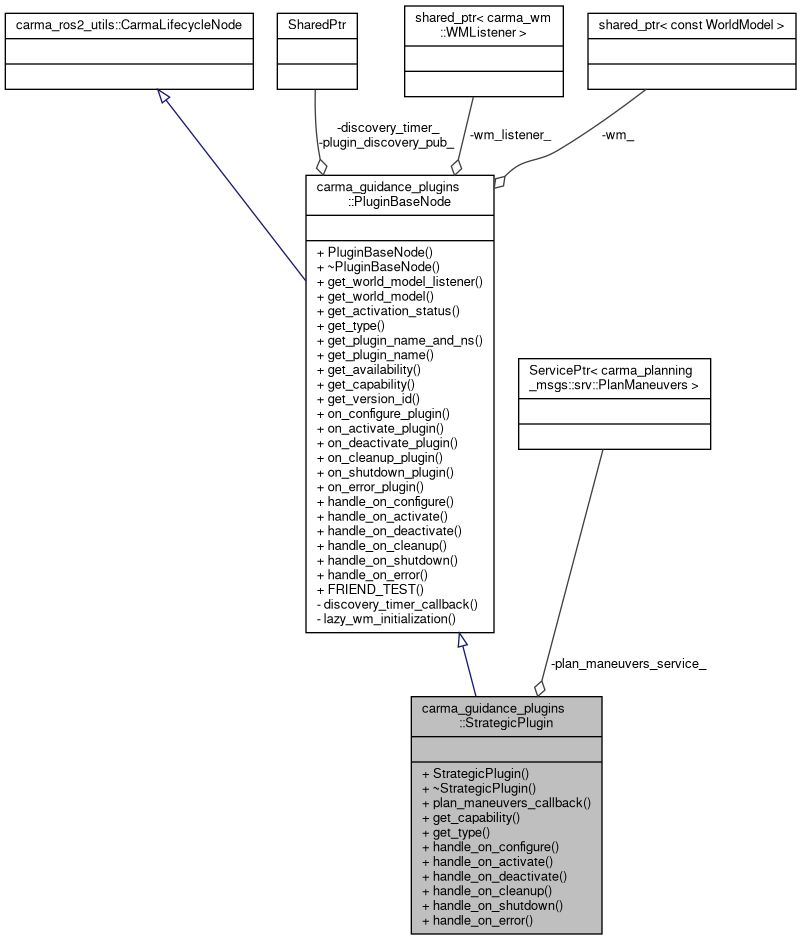 carma_ros2_utils::CarmaLifecycleNode
SharedPtr
shared_ptr< carma_wm
::WMListener >
shared_ptr< const WorldModel >
-discovery_timer_
-plugin_discovery_pub_
-wm_listener_
-wm_
carma_guidance_plugins
::PluginBaseNode
+ PluginBaseNode()
+ ~PluginBaseNode()
+ get_world_model_listener()
+ get_world_model()
+ get_activation_status()
+ get_type()
+ get_plugin_name_and_ns()
+ get_plugin_name()
+ get_availability()
+ get_capability()
+ get_version_id()
+ on_configure_plugin()
+ on_activate_plugin()
+ on_deactivate_plugin()
+ on_cleanup_plugin()
+ on_shutdown_plugin()
+ on_error_plugin()
+ handle_on_configure()
+ handle_on_activate()
+ handle_on_deactivate()
+ handle_on_cleanup()
+ handle_on_shutdown()
+ handle_on_error()
+ FRIEND_TEST()
- discovery_timer_callback()
- lazy_wm_initialization()
ServicePtr< carma_planning
_msgs::srv::PlanManeuvers >
-plan_maneuvers_service_
carma_guidance_plugins
::StrategicPlugin
+ StrategicPlugin()
+ ~StrategicPlugin()
+ plan_maneuvers_callback()
+ get_capability()
+ get_type()
+ handle_on_configure()
+ handle_on_activate()
+ handle_on_deactivate()
+ handle_on_cleanup()
+ handle_on_shutdown()
+ handle_on_error()